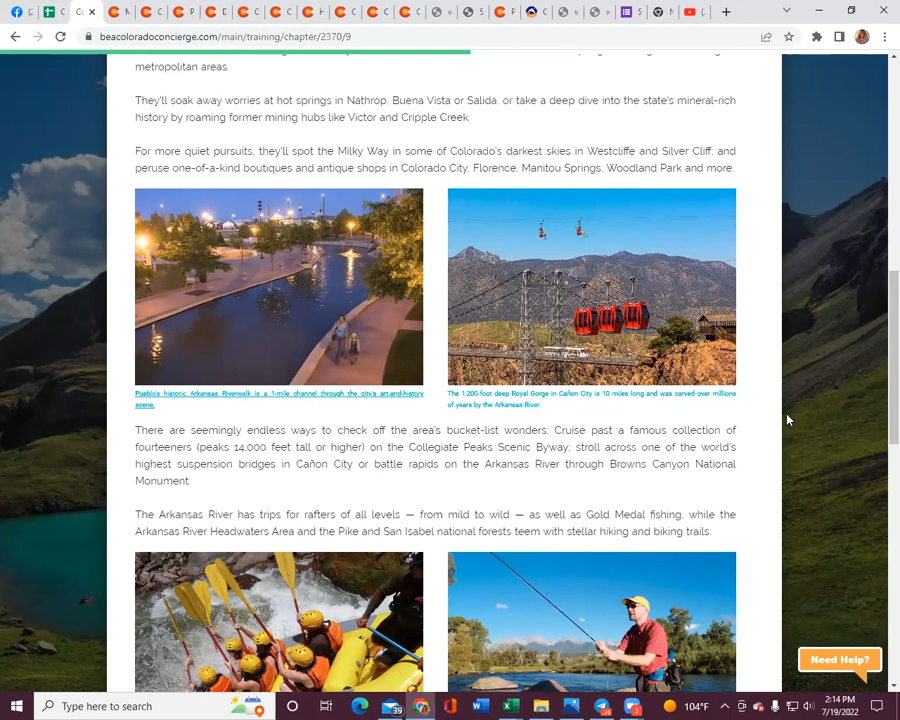 beacoloradoconcierge.com/main/training/chapter/2370/9
metropolitan areas.
They'll soak away worries at hot springs in Nathrop, Buena Vista or Salida, or take a deep dive into the state's mineral-rich
history by roaming former mining hubs like Victor and Cripple Creek.
For more quiet pursuits, they'll spot the Milky Way in some of Colorado's darkest skies in Westcliffe and Silver Cliff; and
peruse one-of-a-kind boutiques and antique shops in Colorado City, Florence, Manitou Springs, Woodland Park and more.
Pueblo's historic Arkansas Riverwalk is a 1-mile channel through the city's art-and-history
scene.
The 1,200-foot deep Royal Gorge in Cañon City is 10 miles long and was carved over millions
of years by the Arkansas River.
There are seemingly endless ways to check off the area's bucket-list wonders: Cruise past a famous collection of
fourteeners (peaks 14,000 feet tall or higher) on the Collegiate Peaks Scenic Byway; stroll across one of the world's
highest suspension bridges in Cañon City or battle rapids on the Arkansas River through Browns Canyon National
Monument.
The Arkansas River has trips for rafters of all levels — from mild to wild — as well as Gold Medal fishing, while the
Arkansas River Headwaters Area and the Pike and San Isabel national forests teem with stellar hiking and biking trails.
Need Help?
Type here to search
39
104°F
2:14 PM
7/19/2022